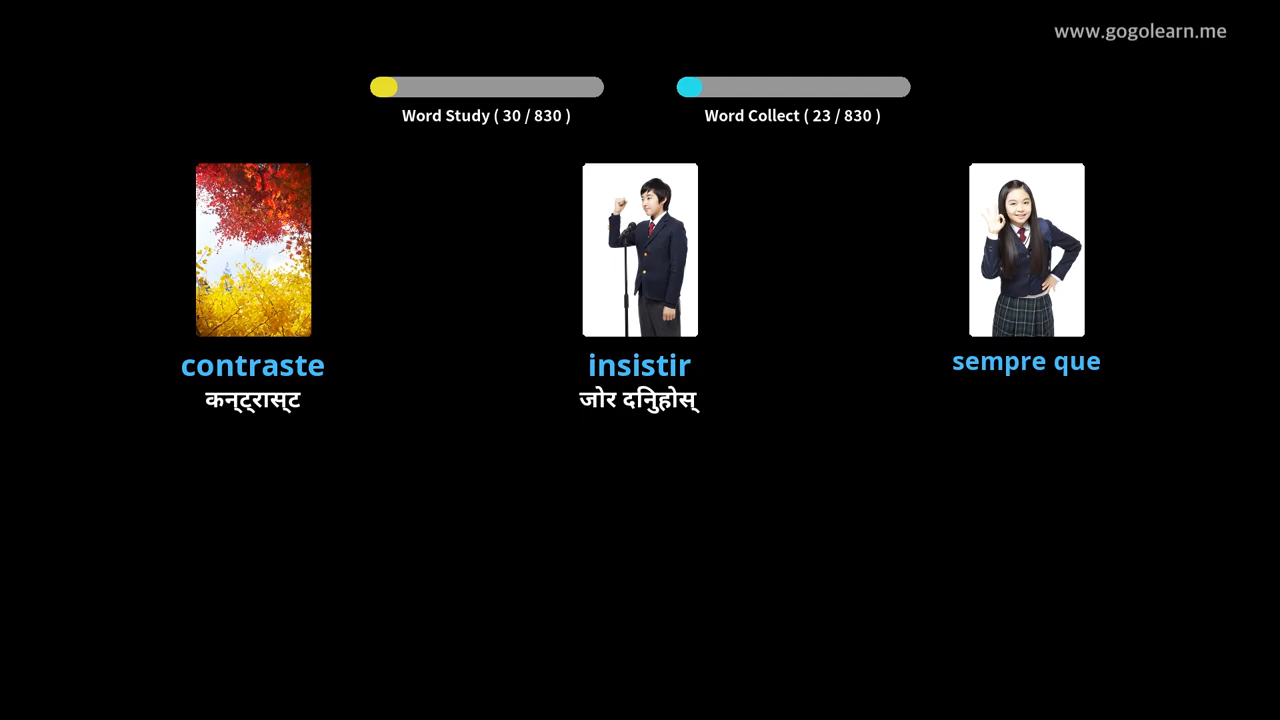 www.gogolearn.me
Word Study ( 30 / 830 )
Word Collect ( 23 / 830 )
contraste
कन्ट्रास्ट
insistir
जोर दिनुहोस्
sempre que